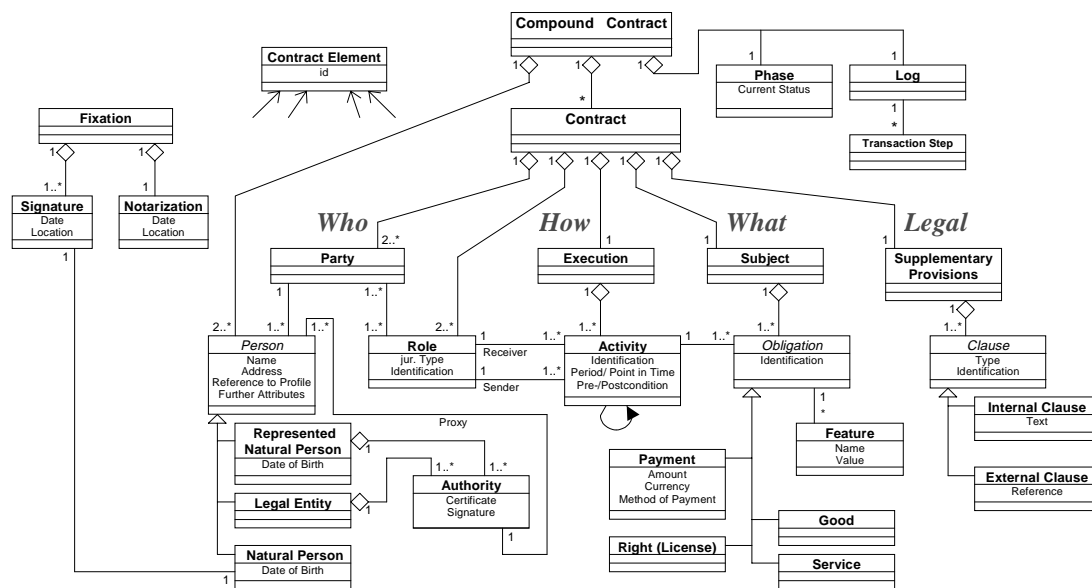 Compound Contract
1
1
1
Contract Element
id
1
Phase
Current Status
1
Log
1
*
Transaction Step
*
Contract
1
1
1
1
1
Fixation
1
1
1..*
1
Signature
Date
Location
1
Notarization
Date
Location
Who
How
What
Legal
2..*
Party
1
1..*
1
Execution
1
1
Subject
1
1
Supplementary
Provisions
1
2..*
1..*
1..*
Person
Name
Address
Reference to Profile
Further Attributes
1..*
2..*
Role
jur. Type
Identification
1
1..*
Receiver
1
1..*
Sender
1..*
Activity
Identification
Period/ Point in Time
Pre-/Postcondition
1
1..*
1..*
Obligation
Identification
1
*
1..*
Clause
Type
Identification
Proxy
Represented
Natural Person
Date of Birth
1
1..*
1..*
Authority
Certificate
Signature
1
Legal Entity
1
Natural Person
Date of Birth
1
Feature
Name
Value
Payment
Amount
Currency
Method of Payment
Right (License)
Good
Service
Internal Clause
Text
External Clause
Reference